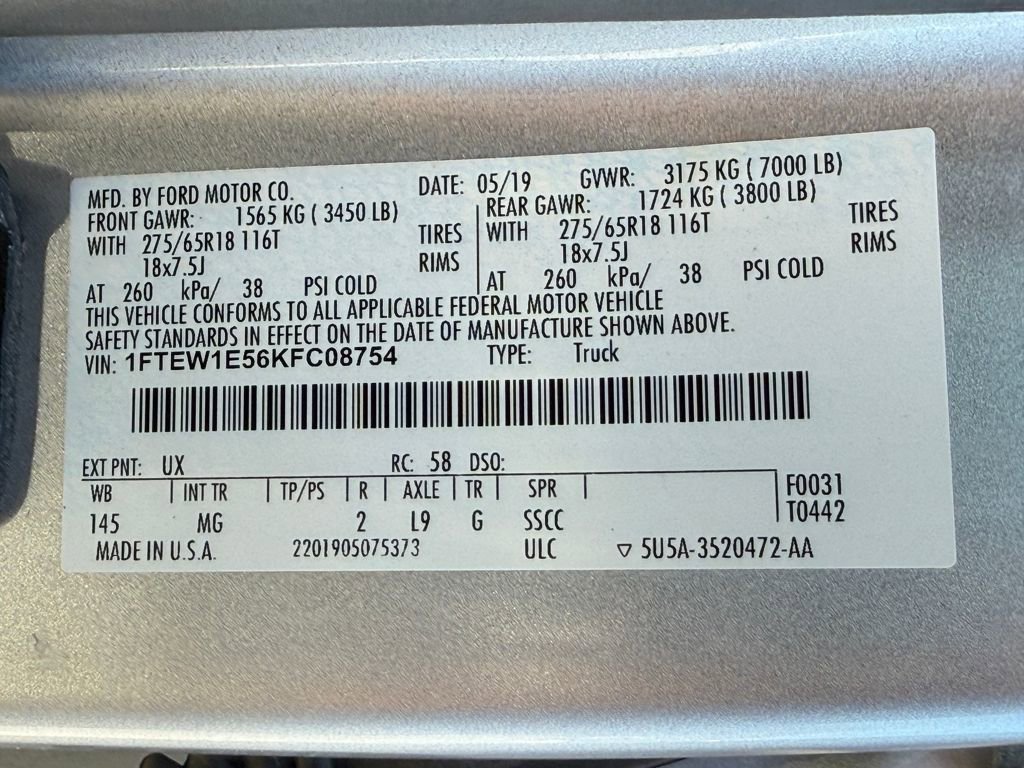 MFD. BY FORD MOTOR CO. DATE: 05/19 GVWR: 3175 KG ( 7000 LB)
FRONT GAWR: 1565 KG ( 3450 LB) REAR GAWR: 1724 KG ( 3800 LB)
WITH 275/65R18 116T TIRES WITH 275/65R18 116T TIRES
18x7.5J RIMS 18x7.5J RIMS
AT 260 kPa/ 38 PSI COLD AT 260 kPa/ 38 PSI COLD
THIS VEHICLE CONFORMS TO ALL APPLICABLE FEDERAL MOTOR VEHICLE
SAFETY STANDARDS IN EFFECT ON THE DATE OF MANUFACTURE SHOWN ABOVE.
VIN: 1FTEW1E56KFC08754 TYPE: Truck
EXT PNT: UX RC: 58 DSO:
WB INT TR TP/PS R AXLE TR SPR F0031
145 MG 2 L9 G SSCC T0442
MADE IN U.S.A. 2201905075373 ULC ▽ 5U5A-3520472-AA